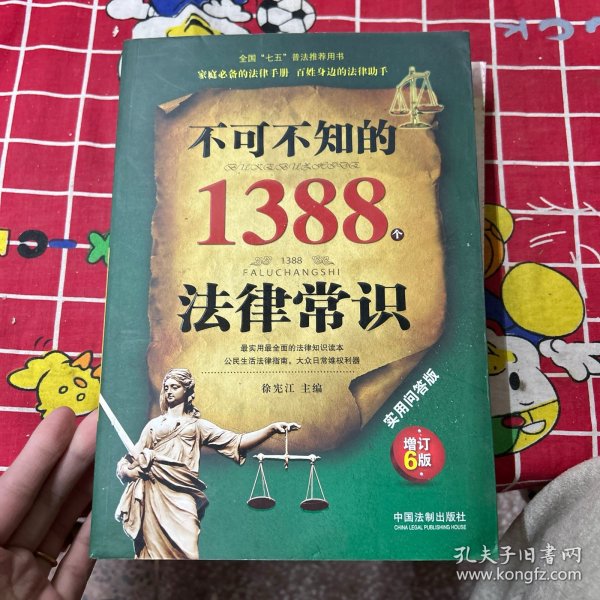 全国“七五”普法推荐用书
家庭必备的法律手册 百姓身边的法律助手
不可不知的
BUKEBUZHIDE
1388个
1388
FALUCHANGSHI
法律常识
最实用最全面的法律知识读本
公民生活法律指南，大众日常维权利器
徐宪江 主编
实用问答版
增订
6版
中国法制出版社
CHINA LEGAL PUBLISHING HOUSE
孔夫子旧书网
www.kongfz.com